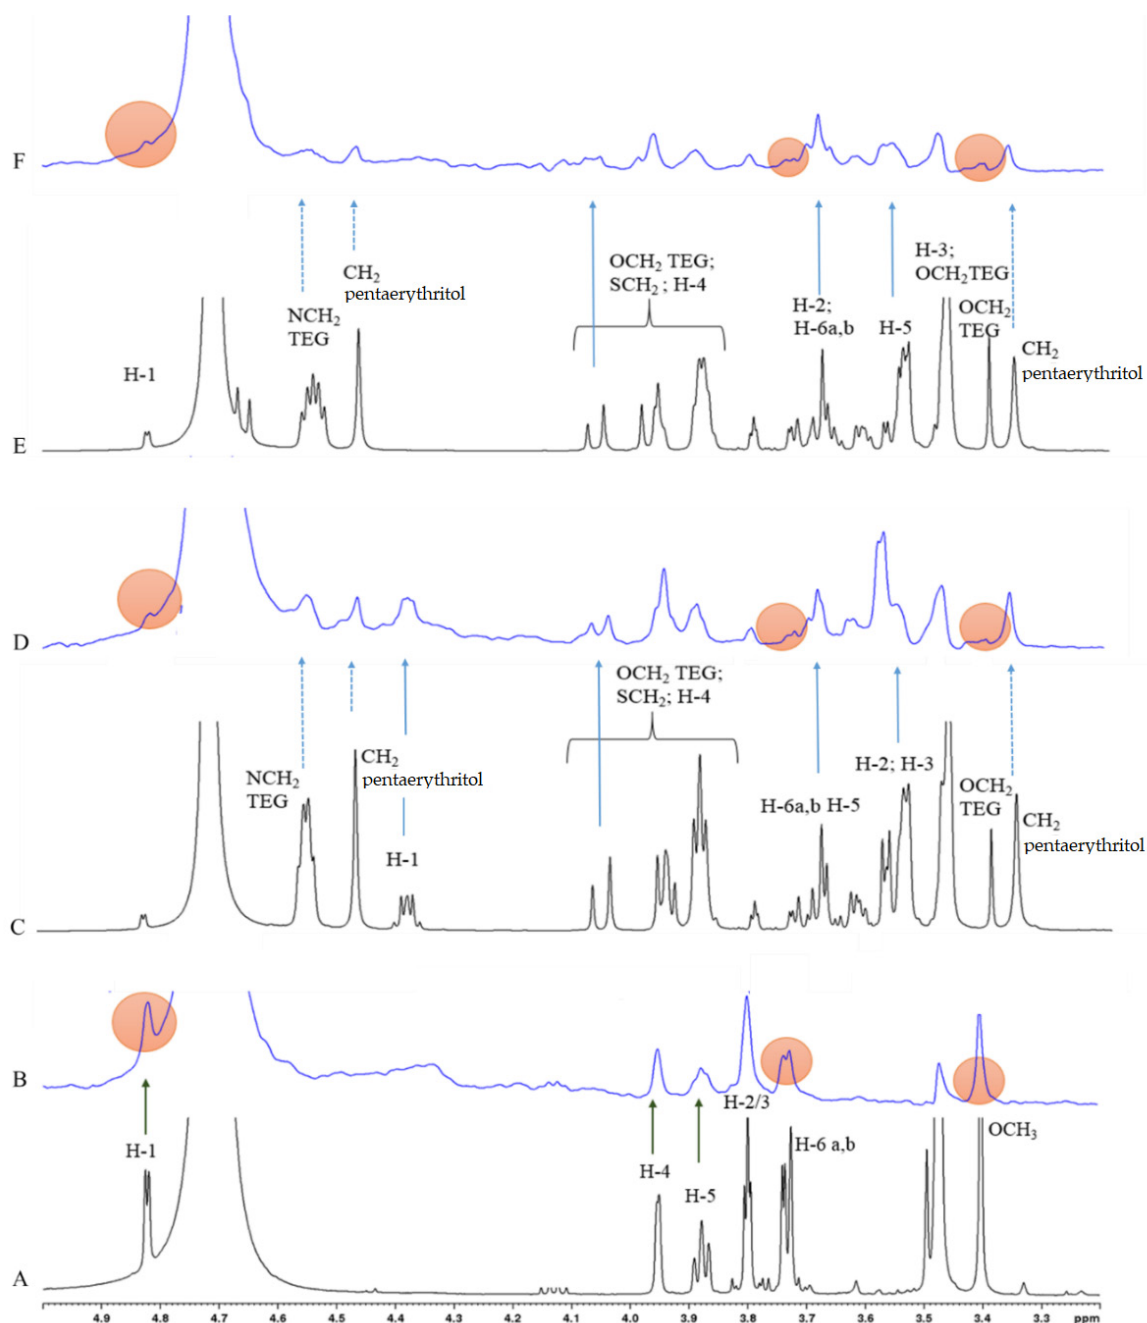 F
H-1
NCH₂
TEG
CH₂
pentaerythritol
OCH₂ TEG;
SCH₂ ; H-4
H-2;
H-6a,b
H-5
H-3;
OCH₂TEG
OCH₂
TEG
CH₂
pentaerythritol
E
D
NCH₂
TEG
CH₂
pentaerythritol
H-1
OCH₂ TEG;
SCH₂; H-4
H-6a,b H-5
H-2; H-3
OCH₂
TEG
CH₂
pentaerythritol
C
B
H-1
H-4
H-5
H-2/3
H-6 a,b
OCH₃
A
4.9 4.8 4.7 4.6 4.5 4.4 4.3 4.2 4.1 4.0 3.9 3.8 3.7 3.6 3.5 3.4 3.3 ppm